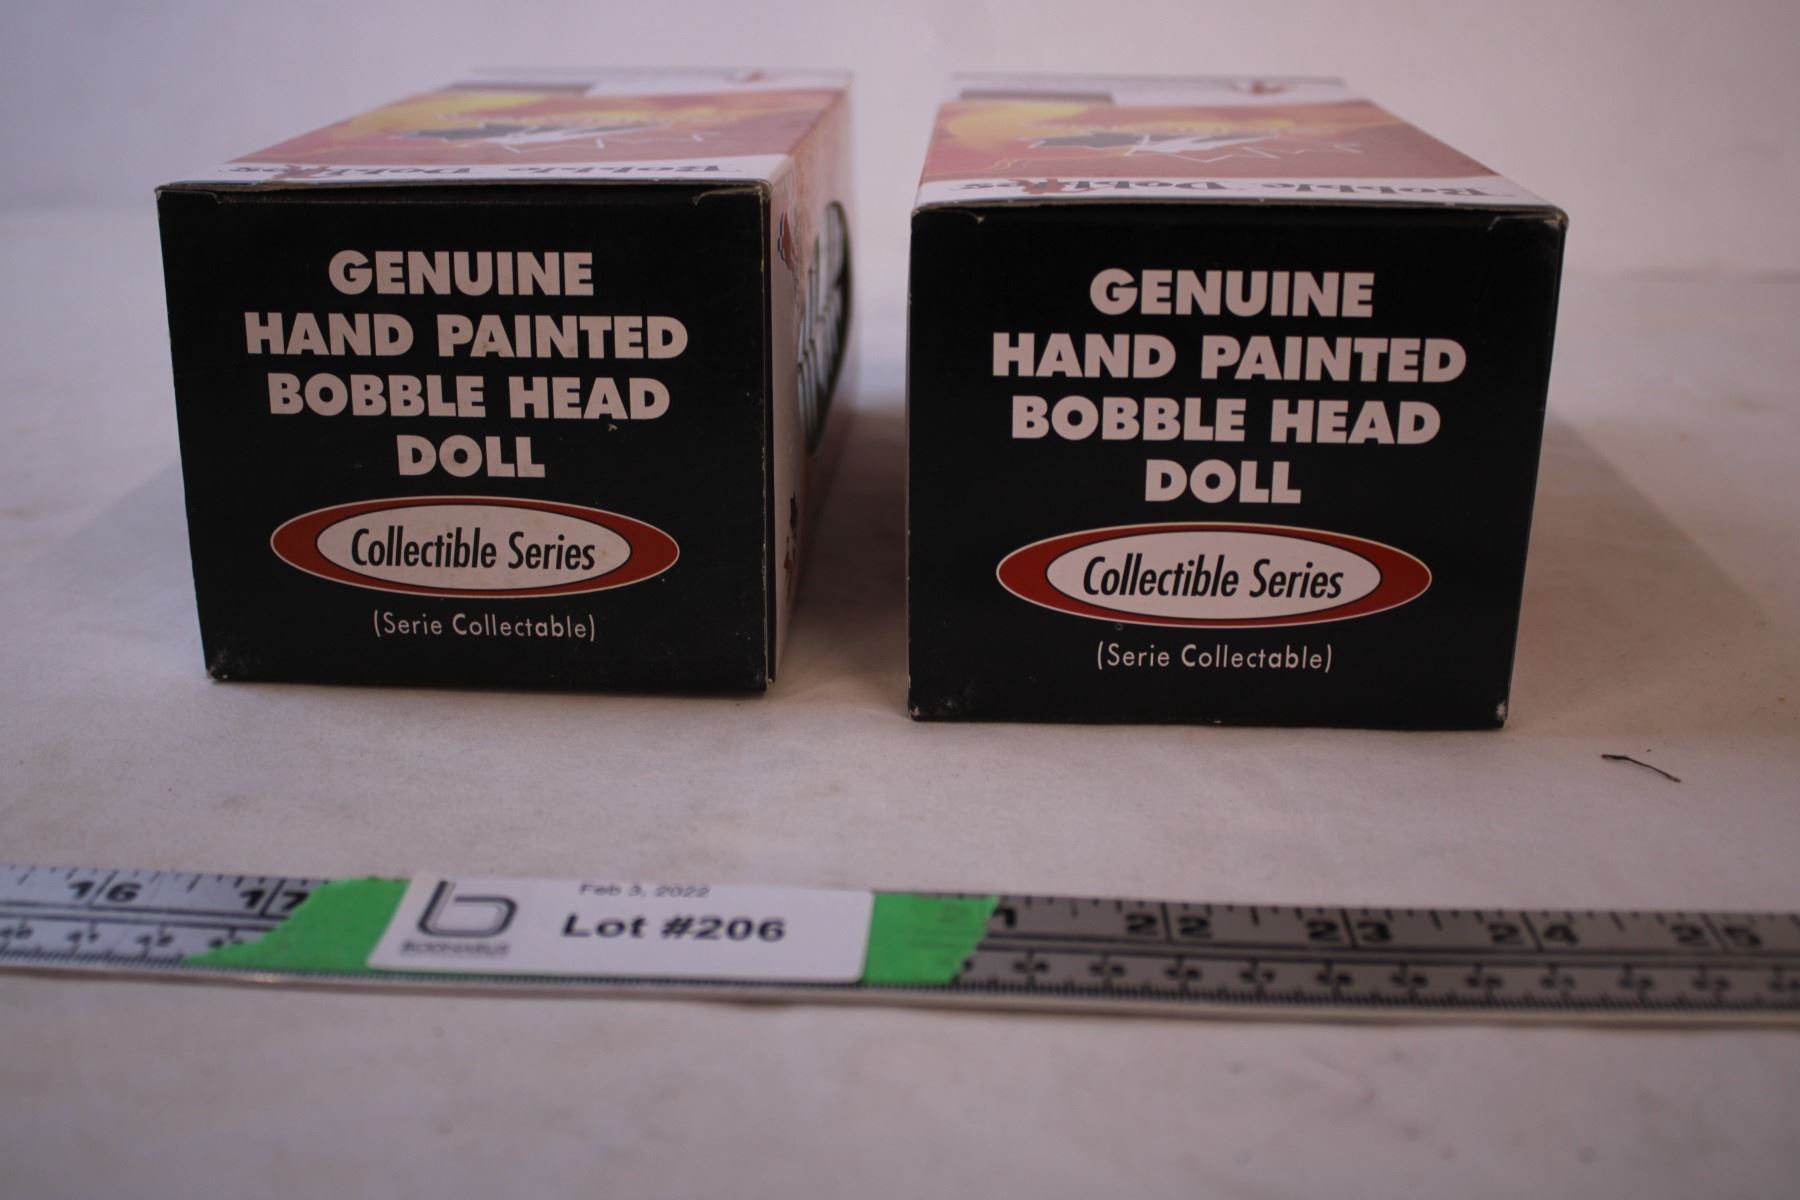 Bobble Dobbles
GENUINE
HAND PAINTED
BOBBLE HEAD
DOLL
Collectible Series
(Serie Collectable)
Bobble Dobbles
GENUINE
HAND PAINTED
BOBBLE HEAD
DOLL
Collectible Series
(Serie Collectable)
Feb 3, 2022
Lot #206
16 17 1 22 23 24 25